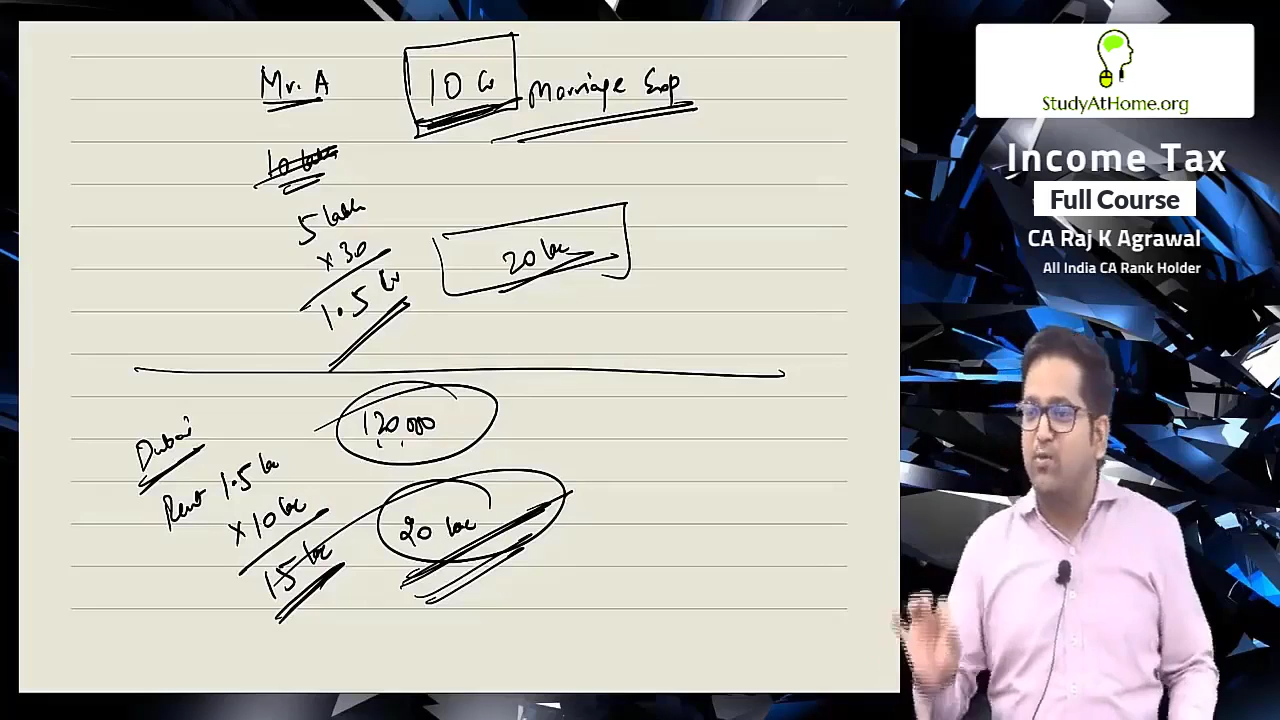 Mr. A
10 Cr Marriage Exp
10 lakh
5 lakh
× 30
1.5 Cr
20 lac
120,000
Dubai
Rent 1.5 lac
× 10 lac
15 lac
20 lac
StudyAtHome.org
Income Tax
Full Course
CA Raj K Agrawal
All India CA Rank Holder